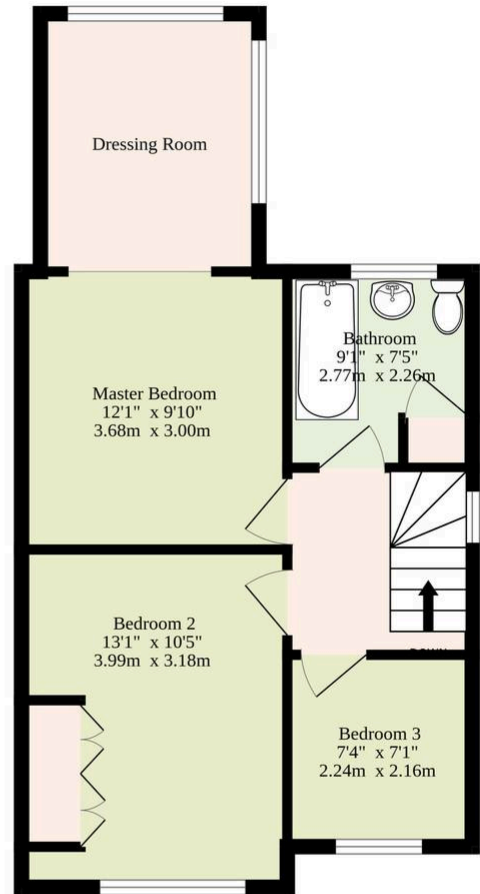 Dressing Room
Bathroom
9'1" x 7'5"
2.77m x 2.26m
Master Bedroom
12'1" x 9'10"
3.68m x 3.00m
Bedroom 2
13'1" x 10'5"
3.99m x 3.18m
Bedroom 3
7'4" x 7'1"
2.24m x 2.16m